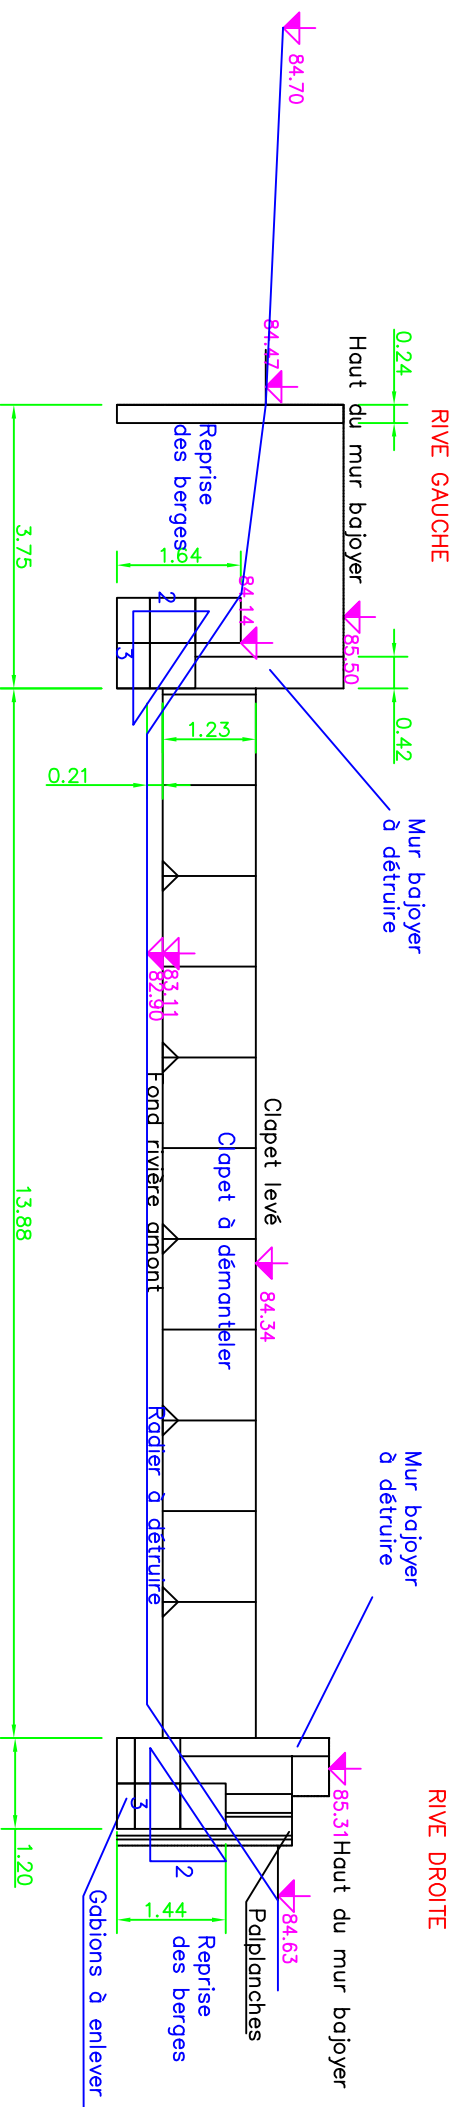 RIVE GAUCHE
RIVE DROITE
84.70
84.47
0.24
Haut du mur bajoyer
85.50
0.42
Mur bajoyer
à détruire
Reprise
des berges
1.64
84.14
2
3
3.75
1.23
0.21
83.11
82.90
Fond rivière amont
Clapet levé
Clapet à démanteler
84.34
13.88
Radier à détruire
Mur bajoyer
à détruire
85.31
Haut du mur bajoyer
84.63
Palplanches
3
2
1.44
Reprise
des berges
1.20
Gabions à enlever